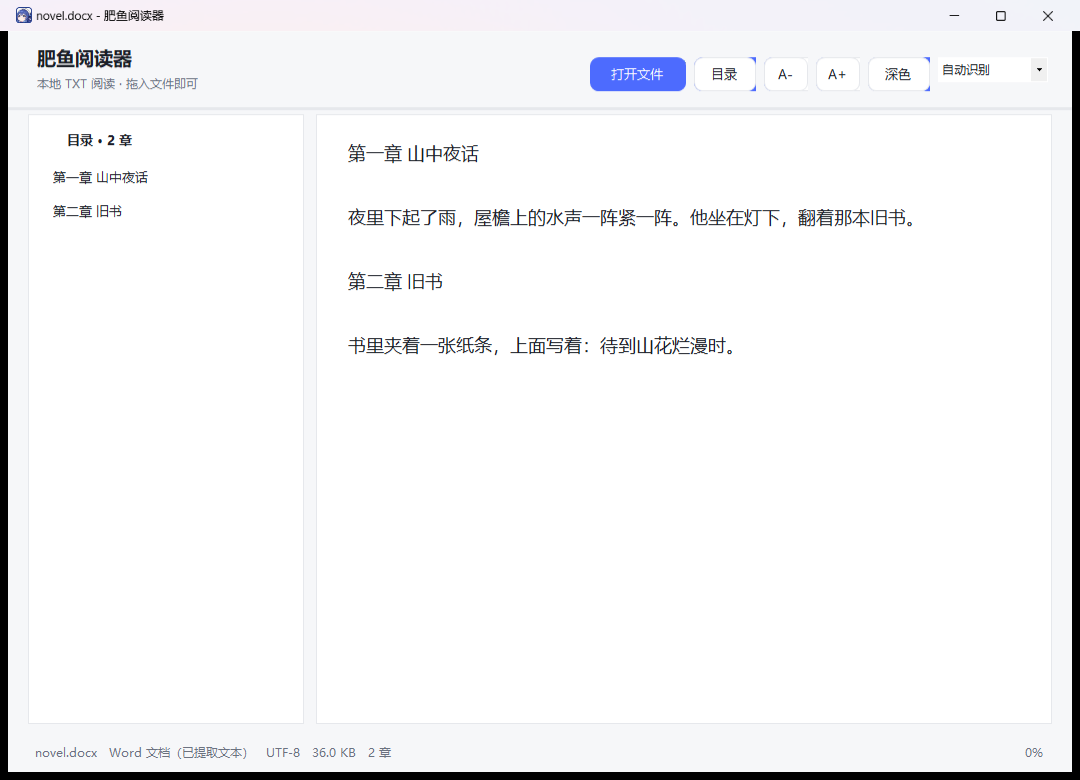 novel.docx - 肥鱼阅读器
肥鱼阅读器
本地 TXT 阅读 · 拖入文件即可
打开文件
目录
A-
A+
深色
自动识别
目录 • 2 章
第一章 山中夜话
第二章 旧书
第一章 山中夜话
夜里下起了雨，屋檐上的水声一阵紧一阵。他坐在灯下，翻着那本旧书。
第二章 旧书
书里夹着一张纸条，上面写着：待到山花烂漫时。
novel.docx Word 文档（已提取文本） UTF-8 36.0 KB 2 章
0%